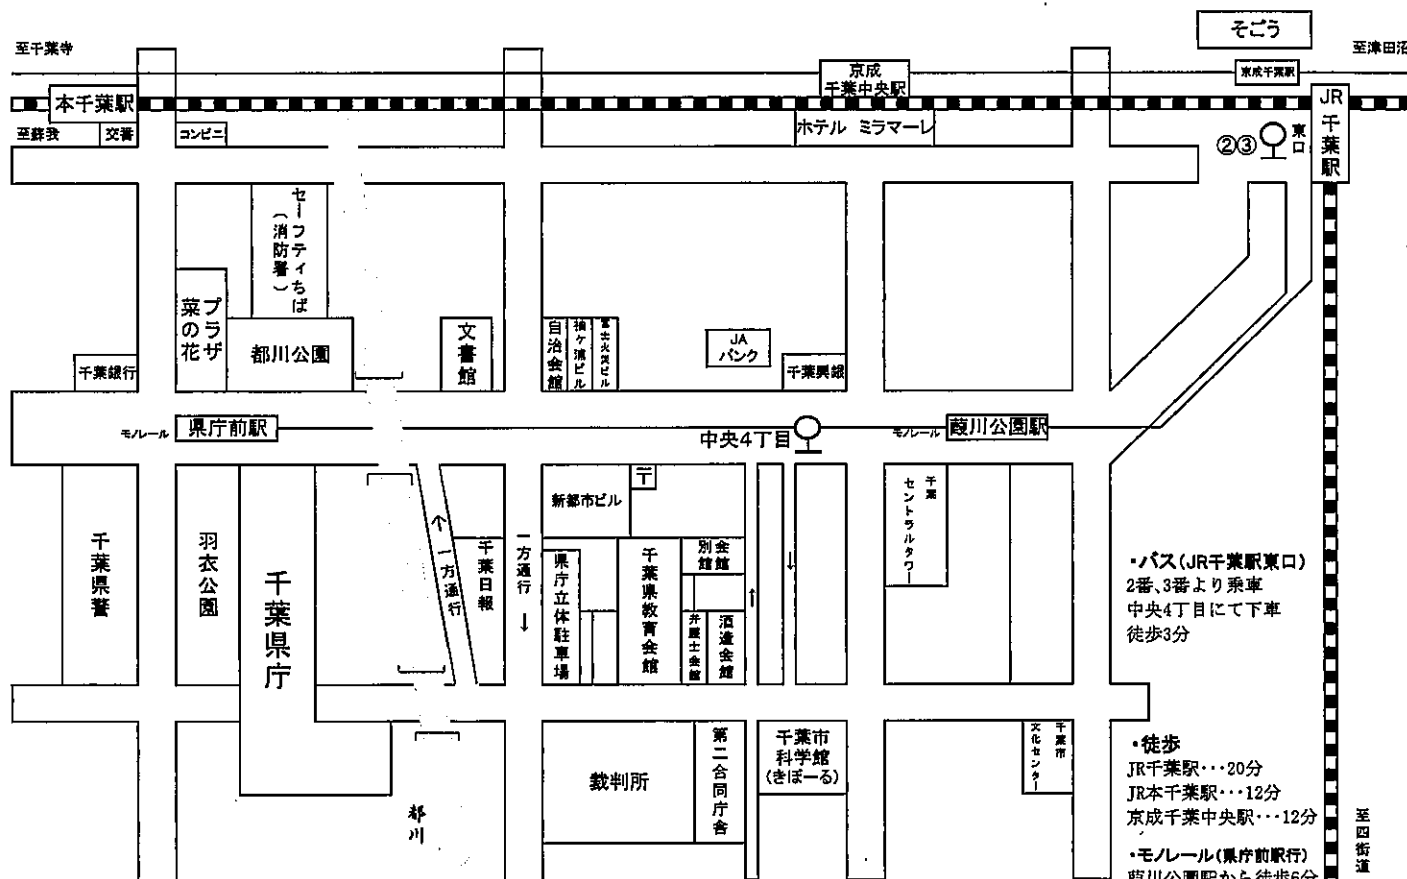 そごう
至千葉寺
至津田沼
京成
千葉中央駅
京成千葉駅
本千葉駅
JR
千葉駅
至蘇我
交番
コンビニ
ホテル ミラマーレ
②③
東口
セーフティちば
(消防署)
プラザ
菜の花
都川公園
文書館
自治会館
袖ケ浦ビル
富士火災ビル
JA
バンク
千葉銀行
千葉興銀
モノレール
県庁前駅
中央4丁目
モノレール
葭川公園駅
千葉県警
羽衣公園
千葉県庁
↑一方通行
千葉日報
一方通行↓
新都市ビル
〒
県庁立体駐車場
千葉県教育会館
会館
別館
弁護士会館
酒造会館
↑
↓
千葉
セントラルタワー
・バス(JR千葉駅東口)
2番、3番より乗車
中央4丁目にて下車
徒歩3分
都川
裁判所
第二合同庁舎
千葉市
科学館
(きぼーる)
千葉市
文化センター
・徒歩
JR千葉駅・・・20分
JR本千葉駅・・・12分
京成千葉中央駅・・・12分
・モノレール(県庁前駅行)
葭川公園駅から徒歩6分
至四街道